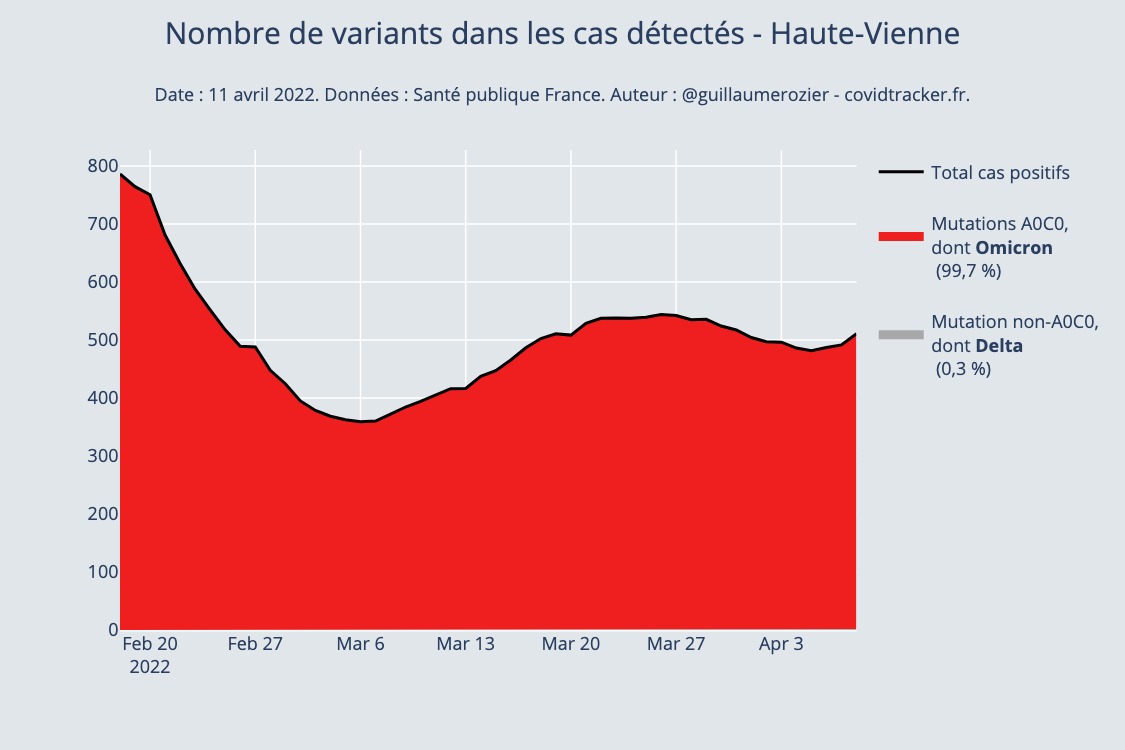 Nombre de variants dans les cas détectés - Haute-Vienne
Date : 11 avril 2022. Données : Santé publique France. Auteur : @guillaumerozier - covidtracker.fr.
800
700
600
500
400
300
200
100
0
Feb 20
2022
Feb 27
Mar 6
Mar 13
Mar 20
Mar 27
Apr 3
Total cas positifs
Mutations A0C0,
dont Omicron
(99,7 %)
Mutation non-A0C0,
dont Delta
(0,3 %)